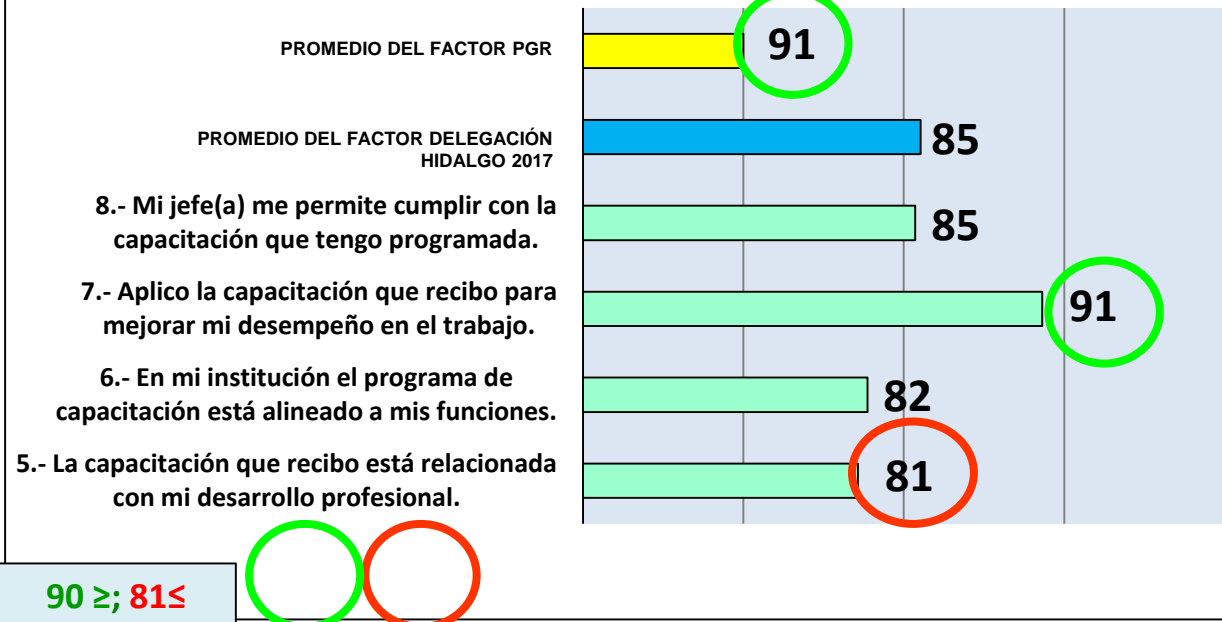 PROMEDIO DEL FACTOR PGR
91
PROMEDIO DEL FACTOR DELEGACIÓN
HIDALGO 2017
85
8.- Mi jefe(a) me permite cumplir con la
capacitación que tengo programada.
85
7.- Aplico la capacitación que recibo para
mejorar mi desempeño en el trabajo.
91
6.- En mi institución el programa de
capacitación está alineado a mis funciones.
82
5.- La capacitación que recibo está relacionada
con mi desarrollo profesional.
81
90 ≥; 81≤